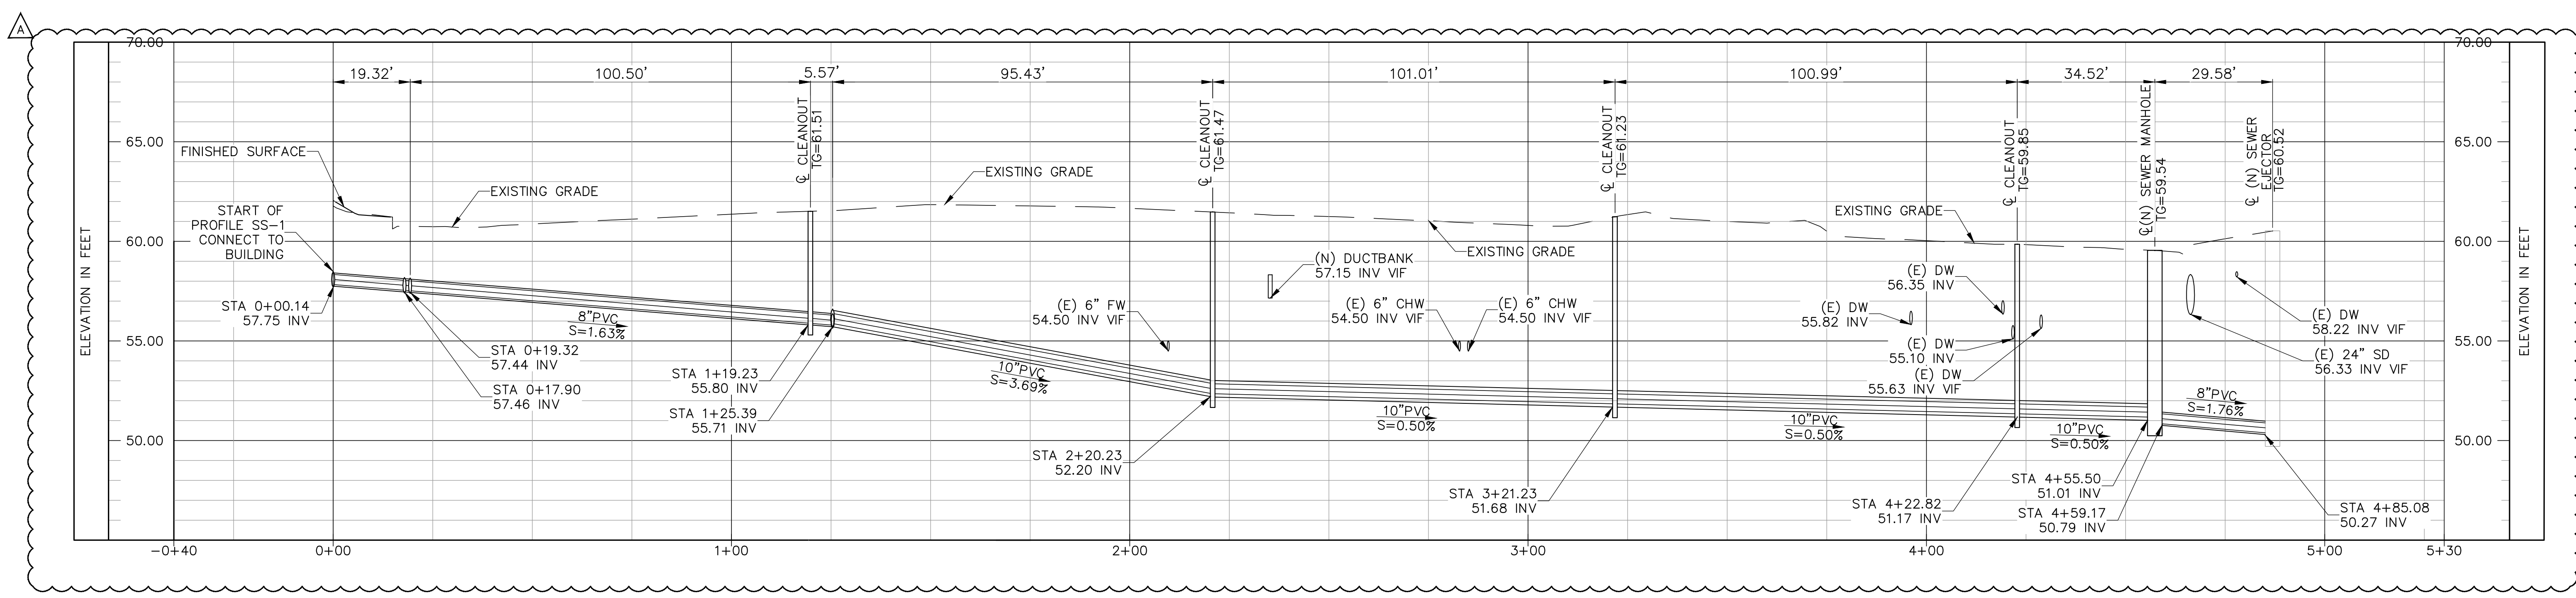 A
70.00
70.00
19.32'
100.50'
5.57'
95.43'
101.01'
100.99'
34.52'
29.58'
℄ CLEANOUT
TG=61.51
℄ CLEANOUT
TG=61.47
℄ CLEANOUT
TG=61.23
℄ CLEANOUT
TG=59.85
℄(N) SEWER MANHOLE
TG=59.54
℄ (N) SEWER
EJECTOR
TG=60.52
65.00
65.00
FINISHED SURFACE
EXISTING GRADE
EXISTING GRADE
EXISTING GRADE
EXISTING GRADE
START OF
PROFILE SS-1
CONNECT TO
BUILDING
60.00
60.00
ELEVATION IN FEET
ELEVATION IN FEET
(N) DUCTBANK
57.15 INV VIF
(E) DW
56.35 INV
STA 0+00.14
57.75 INV
8"PVC
S=1.63%
(E) 6" FW
54.50 INV VIF
(E) 6" CHW
54.50 INV VIF
(E) 6" CHW
54.50 INV VIF
(E) DW
55.82 INV
(E) DW
58.22 INV VIF
55.00
55.00
STA 0+19.32
57.44 INV
(E) DW
55.10 INV
(E) 24" SD
56.33 INV VIF
STA 1+19.23
55.80 INV
10"PVC
S=3.69%
(E) DW
55.63 INV VIF
STA 0+17.90
57.46 INV
8"PVC
S=1.76%
STA 1+25.39
55.71 INV
10"PVC
S=0.50%
10"PVC
S=0.50%
10"PVC
S=0.50%
50.00
50.00
STA 2+20.23
52.20 INV
STA 3+21.23
51.68 INV
STA 4+55.50
51.01 INV
STA 4+22.82
51.17 INV
STA 4+59.17
50.79 INV
STA 4+85.08
50.27 INV
-0+40
0+00
1+00
2+00
3+00
4+00
5+00
5+30